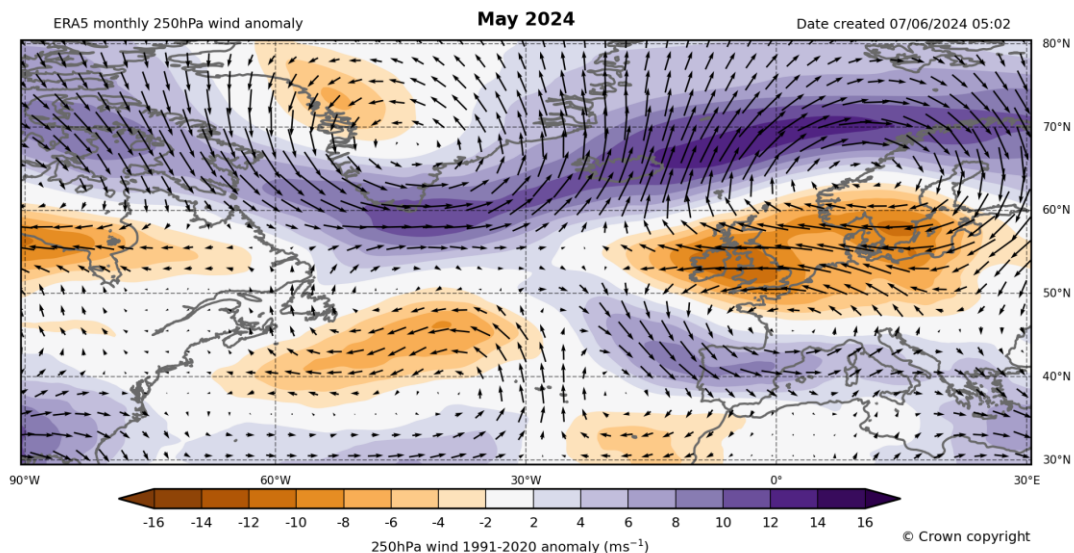 May 2024
ERA5 monthly 250hPa wind anomaly
Date created 07/06/2024 05:02
80°N
70°N
60°N
50°N
40°N
30°N
90°W 60°W 30°W 0° 30°E
-16 -14 -12 -10 -8 -6 -4 -2 2 4 6 8 10 12 14 16
250hPa wind 1991-2020 anomaly (ms⁻¹)
© Crown copyright